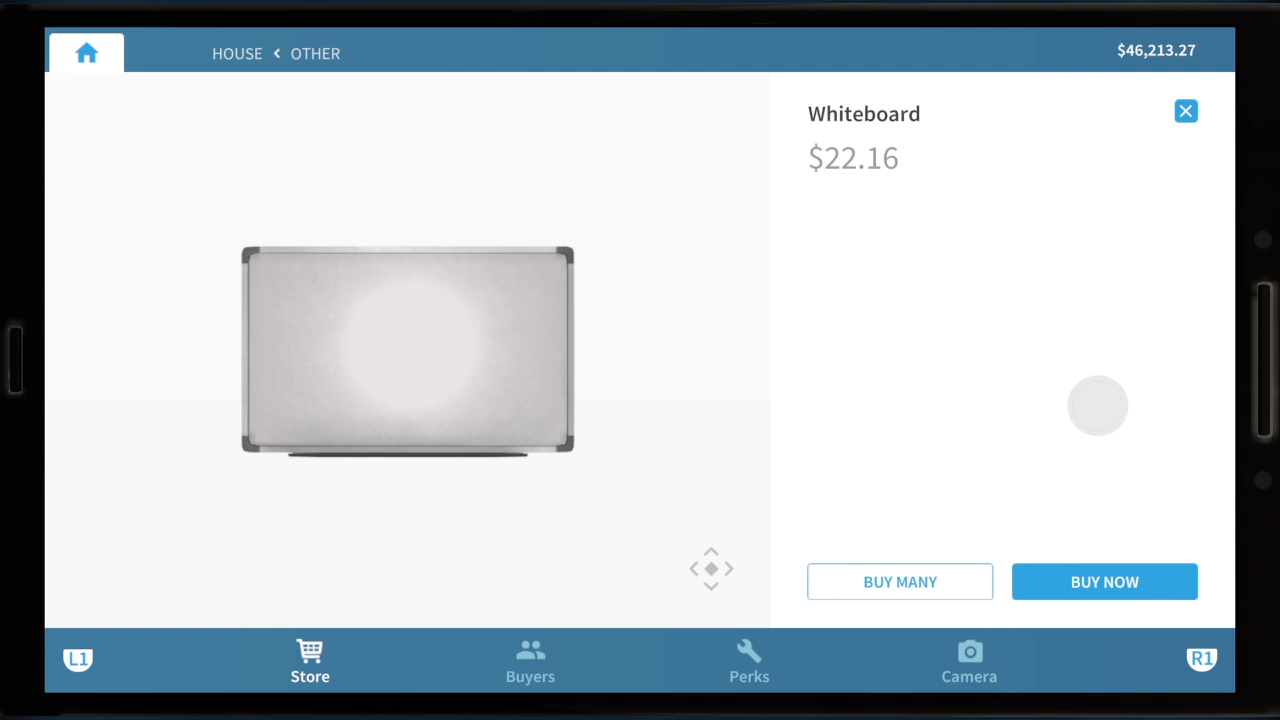 HOUSE < OTHER
$46,213.27
Whiteboard
$22.16
BUY MANY
BUY NOW
L1
Store
Buyers
Perks
Camera
R1